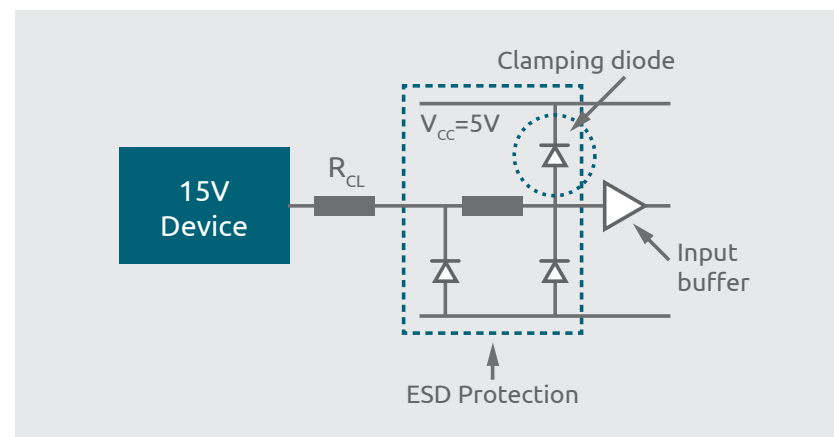 Clamping diode
V_CC=5V
R_CL
15V
Device
Input
buffer
ESD Protection